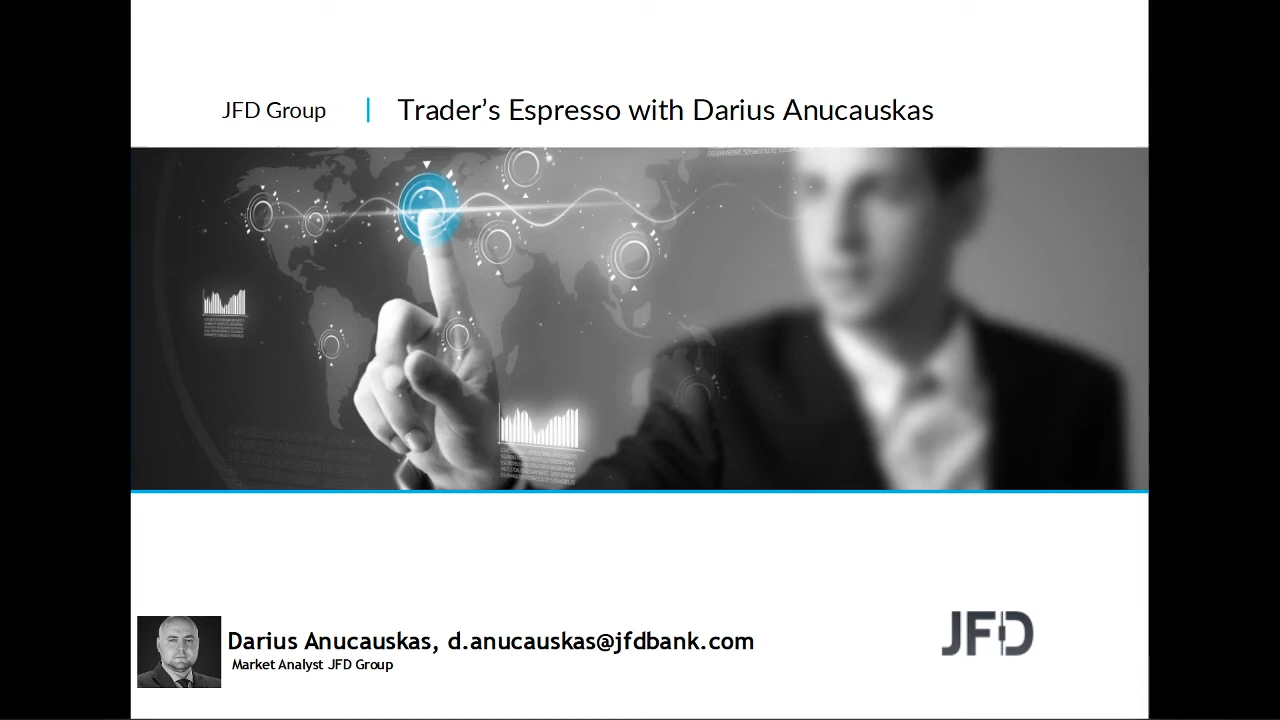 JFD Group
Trader's Espresso with Darius Anucauskas
Darius Anucauskas, d.anucauskas@jfdbank.com
Market Analyst JFD Group
JFD